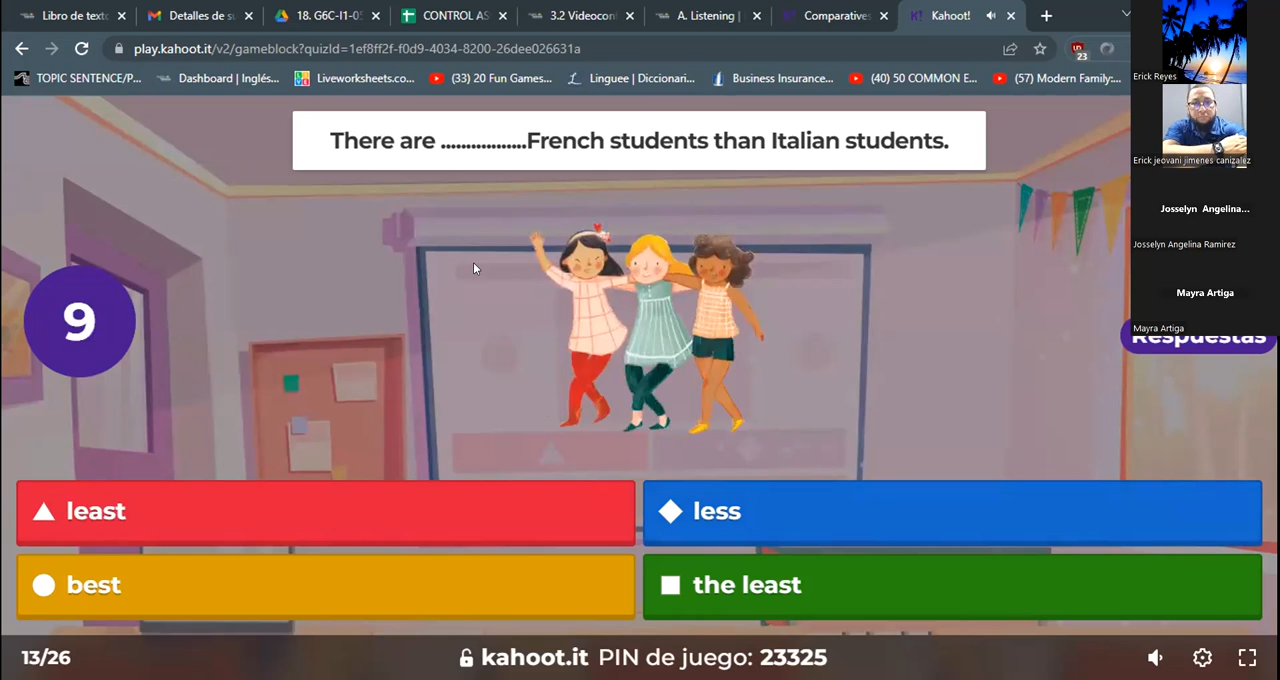 Libro de texto
Detalles de su
18. G6C-I1-05
CONTROL AS
3.2 Videocon
A. Listening |
Comparatives
Kahoot!
play.kahoot.it/v2/gameblock?quizId=1ef8ff2f-f0d9-4034-8200-26dee026631a
23
TOPIC SENTENCE/P...
Dashboard | Inglés...
Liveworksheets.co...
(33) 20 Fun Games...
Linguee | Diccionari...
Business Insurance...
(40) 50 COMMON E...
(57) Modern Family:...
Erick Reyes
Erick jeovani jimenes canizalez
Josselyn Angelina...
Josselyn Angelina Ramirez
Mayra Artiga
Mayra Artiga
There are ................French students than Italian students.
9
Respuestas
least
less
best
the least
13/26
kahoot.it PIN de juego: 23325